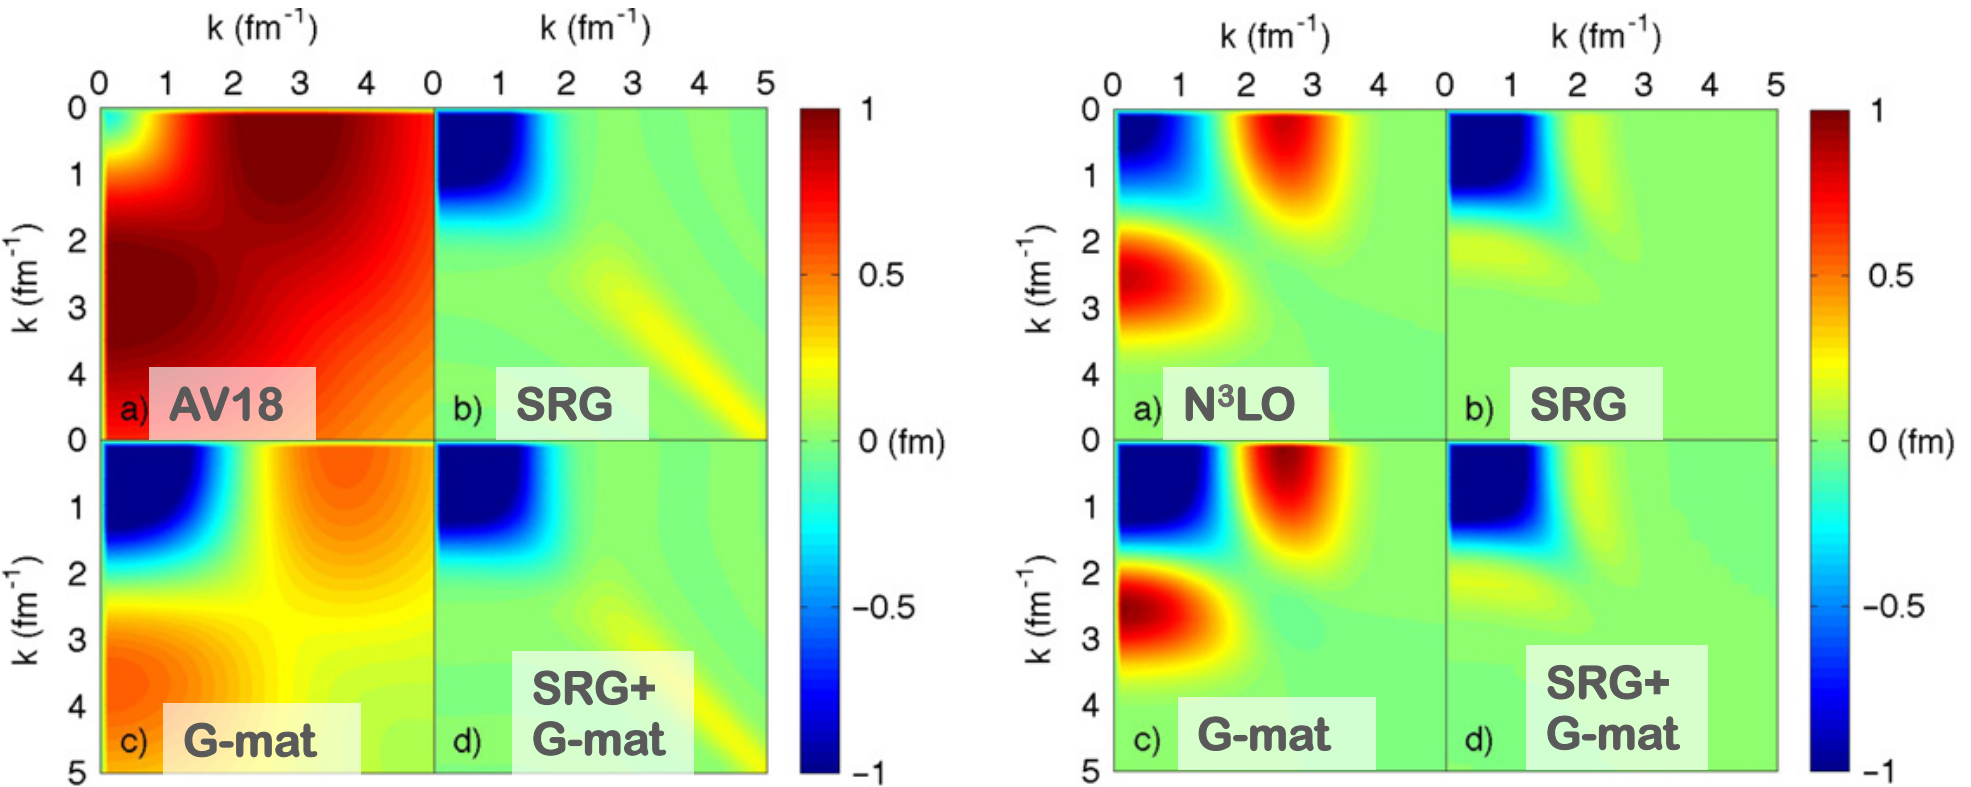 k (fm⁻¹) k (fm⁻¹)
0 1 2 3 4 0 1 2 3 4 5
0
1
2
3
4
0
1
2
3
4
5
k (fm⁻¹)
k (fm⁻¹)
a) AV18
b) SRG
c) G-mat
d) SRG+
G-mat
1
0.5
0 (fm)
−0.5
−1
k (fm⁻¹) k (fm⁻¹)
0 1 2 3 4 0 1 2 3 4 5
0
1
2
3
4
0
1
2
3
4
5
k (fm⁻¹)
k (fm⁻¹)
a) N³LO
b) SRG
c) G-mat
d) SRG+
G-mat
1
0.5
0 (fm)
−0.5
−1